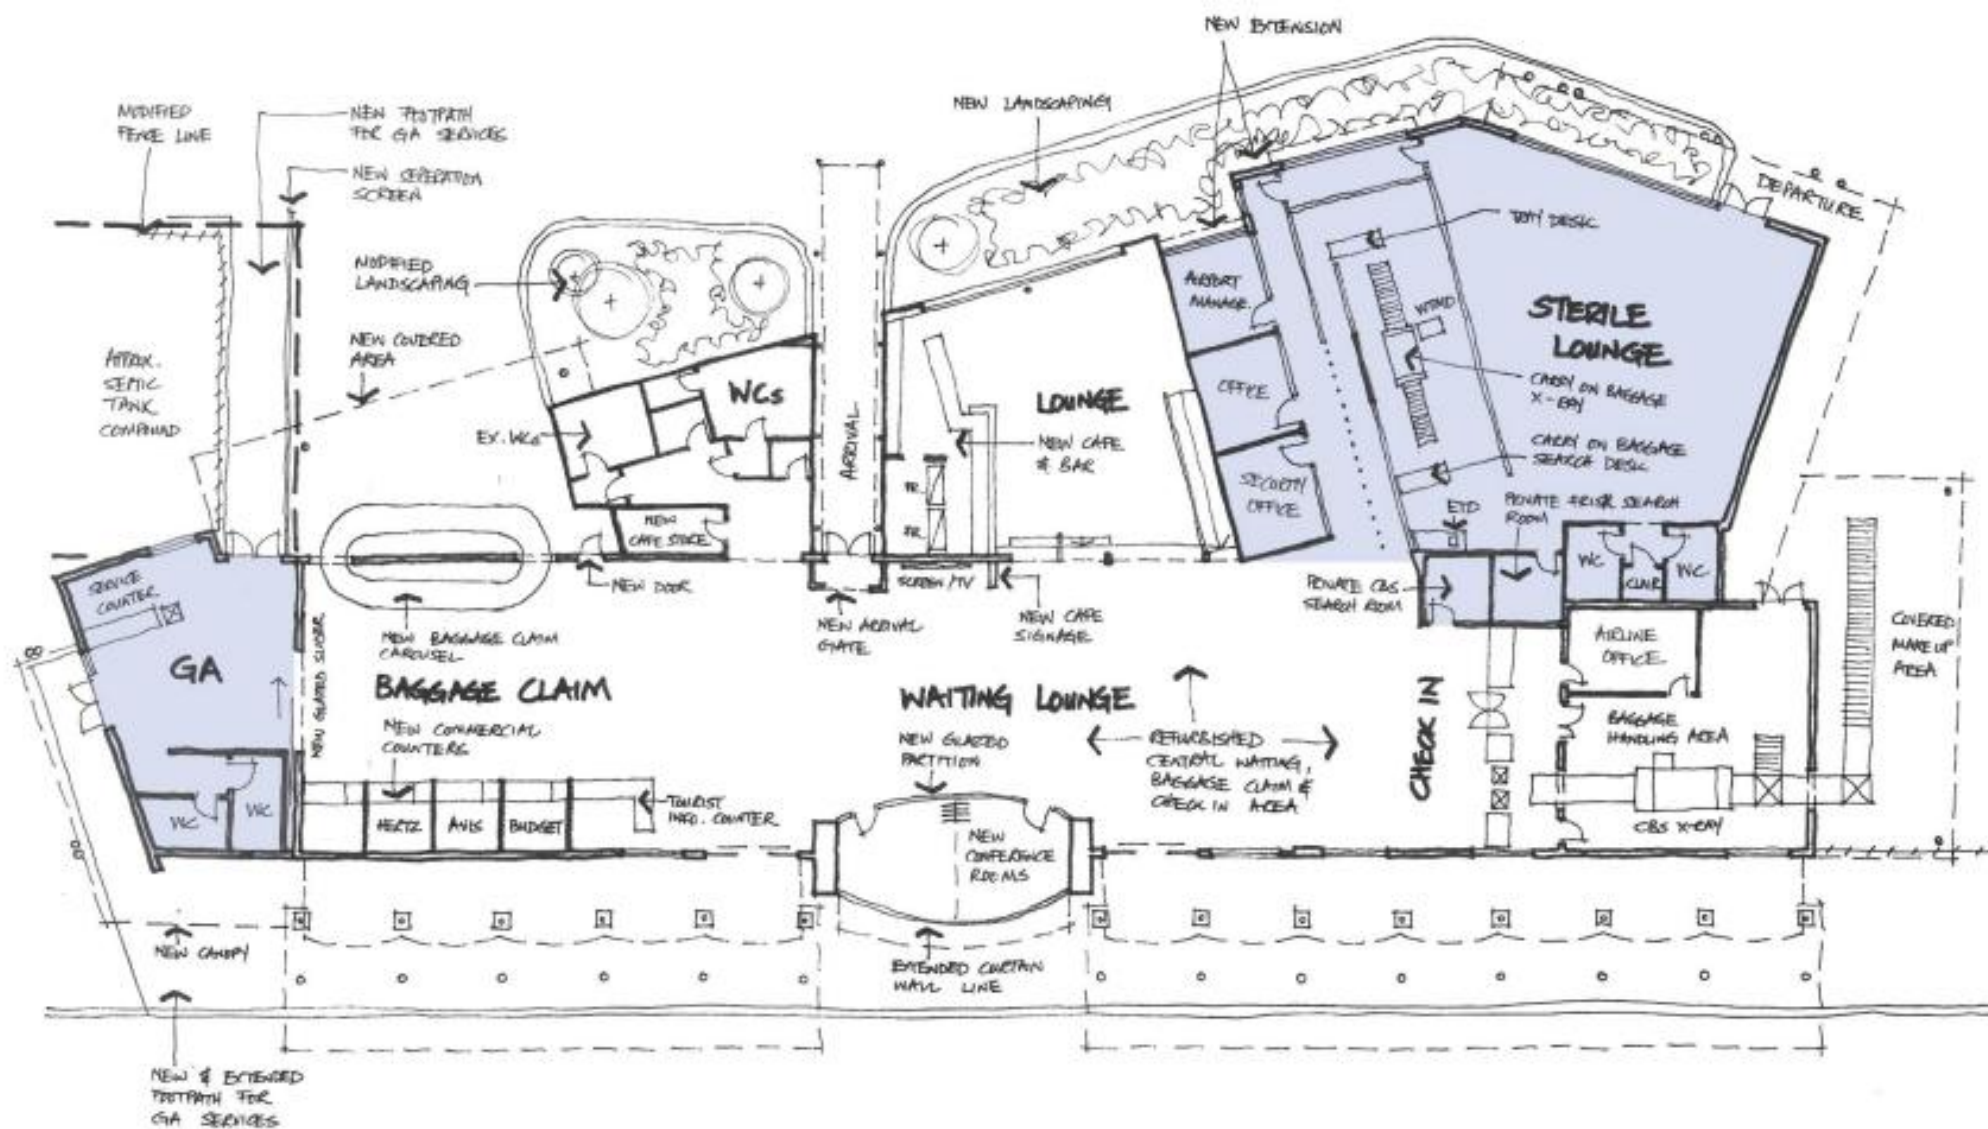 NEW EXTENSION
NEW LANDSCAPING
MODIFIED
FENCE LINE
NEW FOOTPATH
FOR GA SERVICES
NEW SEPERATION
SCREEN
DEPARTURE
TRAY DESK
MODIFIED
LANDSCAPING
AIRPORT
MANAGR.
WTMD
STERILE
LOUNGE
NEW COVERED
AREA
APPROX.
SEPTIC
TANK
COMPOUND
WCs
ARRIVAL
LOUNGE
OFFICE
CARRY ON BAGGAGE
X-RAY
EX. WCs
NEW CAFE
& BAR
CARRY ON BAGGAGE
SEARCH DESK
SECURITY
OFFICE
FR.
FR.
ETD
PRIVATE FRISK SEARCH
ROOM
NEW
CAFE STORE
SERVICE
COUNTER
NEW DOOR
SCREEN / TV
PRIVATE CBS
SEARCH ROOM
WC
CLNR
WC
NEW BAGGAGE CLAIM
CAROUSEL
NEW ARRIVAL
GATE
NEW CAFE
SIGNAGE
AIRLINE
OFFICE
COVERED
MAKE UP
AREA
GA
NEW GLAZED SLIDER
BAGGAGE CLAIM
WAITING LOUNGE
CHECK IN
NEW COMMERCIAL
COUNTERS
NEW GLAZED
PARTITION
REFURBISHED
CENTRAL WAITING,
BAGGAGE CLAIM &
CHECK IN AREA
BAGGAGE
HANDLING AREA
WC
WC
HERTZ
AVIS
BUDGET
TOURIST
INFO. COUNTER
NEW
CONFERENCE
ROOMS
CBS X-RAY
NEW CANOPY
EXTENDED CURTAIN
WALL LINE
NEW & EXTENDED
FOOTPATH FOR
GA SERVICES